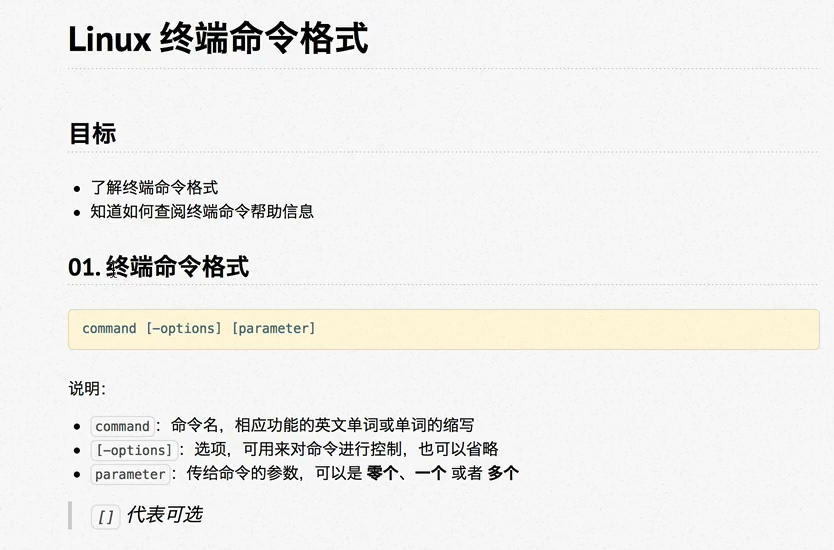 Linux 终端命令格式
目标
• 了解终端命令格式
• 知道如何查阅终端命令帮助信息
01. 终端命令格式
command [-options] [parameter]
说明：
• command：命令名，相应功能的英文单词或单词的缩写
• [-options]：选项，可用来对命令进行控制，也可以省略
• parameter：传给命令的参数，可以是 零个、一个 或者 多个
[] 代表可选